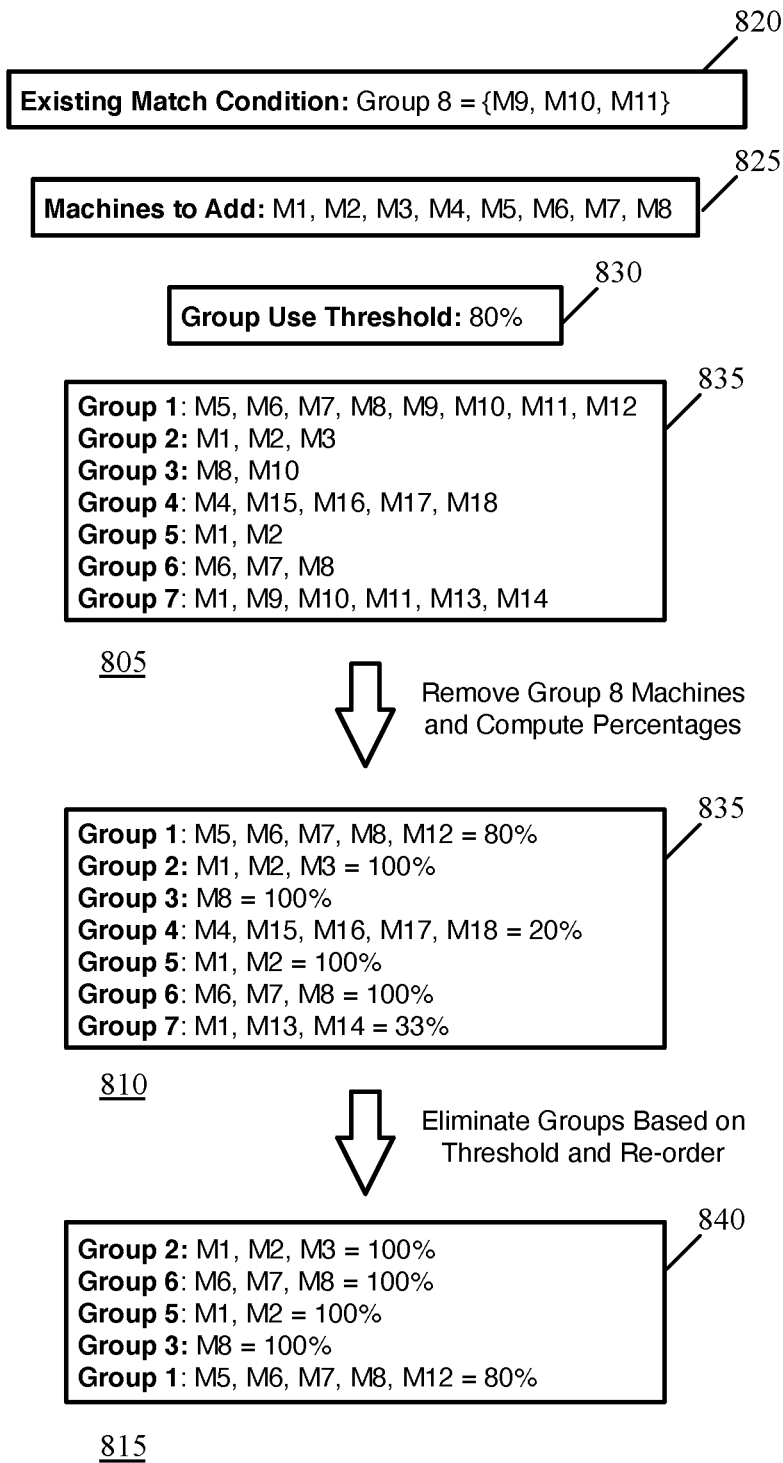 820
Existing Match Condition: Group 8 = {M9, M10, M11}
825
Machines to Add: M1, M2, M3, M4, M5, M6, M7, M8
830
Group Use Threshold: 80%
835
Group 1: M5, M6, M7, M8, M9, M10, M11, M12
Group 2: M1, M2, M3
Group 3: M8, M10
Group 4: M4, M15, M16, M17, M18
Group 5: M1, M2
Group 6: M6, M7, M8
Group 7: M1, M9, M10, M11, M13, M14
805
Remove Group 8 Machines
and Compute Percentages
835
Group 1: M5, M6, M7, M8, M12 = 80%
Group 2: M1, M2, M3 = 100%
Group 3: M8 = 100%
Group 4: M4, M15, M16, M17, M18 = 20%
Group 5: M1, M2 = 100%
Group 6: M6, M7, M8 = 100%
Group 7: M1, M13, M14 = 33%
810
Eliminate Groups Based on
Threshold and Re-order
840
Group 2: M1, M2, M3 = 100%
Group 6: M6, M7, M8 = 100%
Group 5: M1, M2 = 100%
Group 3: M8 = 100%
Group 1: M5, M6, M7, M8, M12 = 80%
815